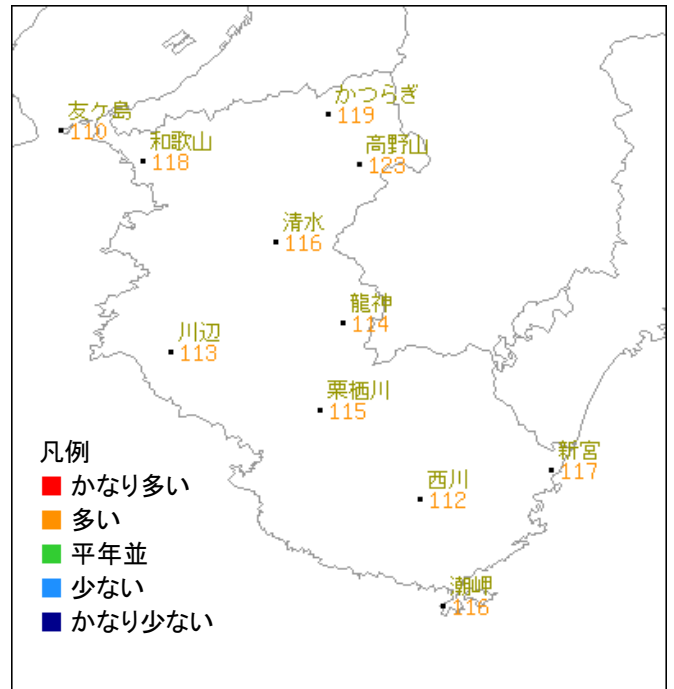 かつらぎ
119
友ケ島
110
和歌山
118
高野山
123
清水
116
龍神
114
川辺
113
栗栖川
115
新宮
117
西川
112
潮岬
116
凡例
かなり多い
多い
平年並
少ない
かなり少ない